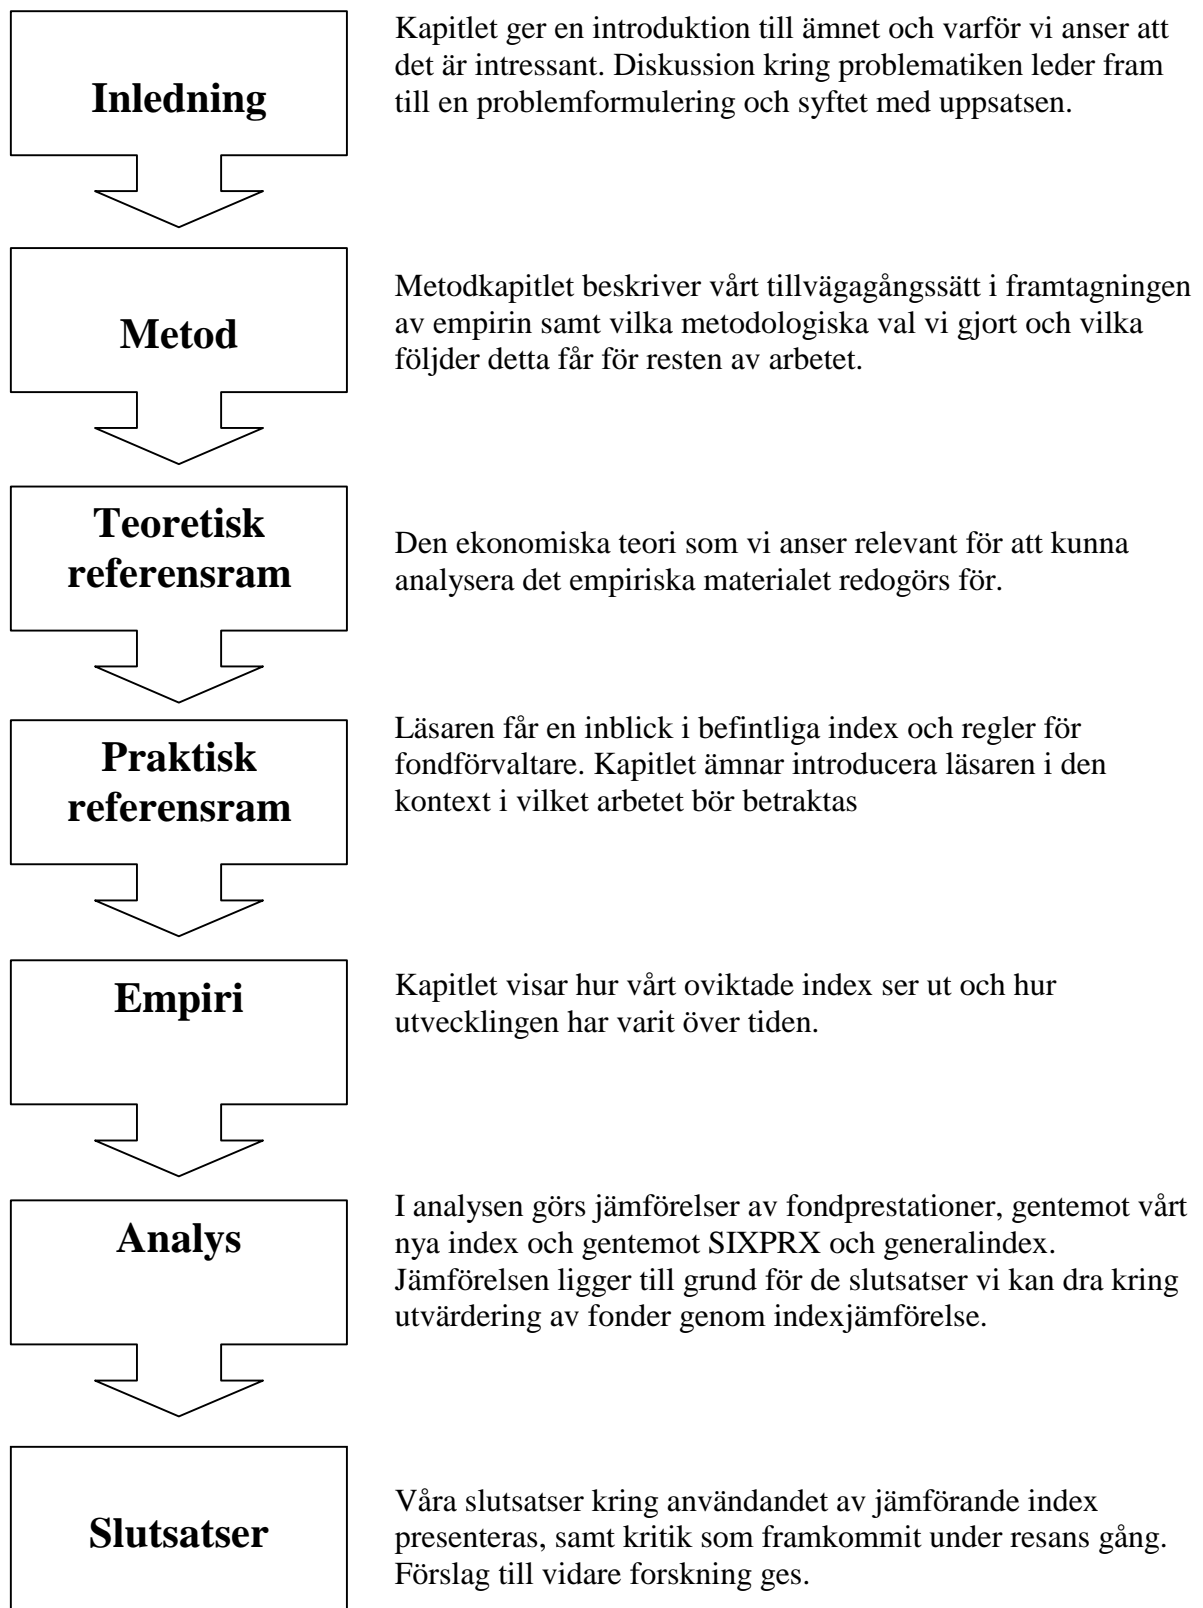 Inledning
Kapitlet ger en introduktion till ämnet och varför vi anser att
det är intressant. Diskussion kring problematiken leder fram
till en problemformulering och syftet med uppsatsen.
Metod
Metodkapitlet beskriver vårt tillvägagångssätt i framtagningen
av empirin samt vilka metodologiska val vi gjort och vilka
följder detta får för resten av arbetet.
Teoretisk
referensram
Den ekonomiska teori som vi anser relevant för att kunna
analysera det empiriska materialet redogörs för.
Praktisk
referensram
Läsaren får en inblick i befintliga index och regler för
fondförvaltare. Kapitlet ämnar introducera läsaren i den
kontext i vilket arbetet bör betraktas
Empiri
Kapitlet visar hur vårt oviktade index ser ut och hur
utvecklingen har varit över tiden.
Analys
I analysen görs jämförelser av fondprestationer, gentemot vårt
nya index och gentemot SIXPRX och generalindex.
Jämförelsen ligger till grund för de slutsatser vi kan dra kring
utvärdering av fonder genom indexjämförelse.
Slutsatser
Våra slutsatser kring användandet av jämförande index
presenteras, samt kritik som framkommit under resans gång.
Förslag till vidare forskning ges.